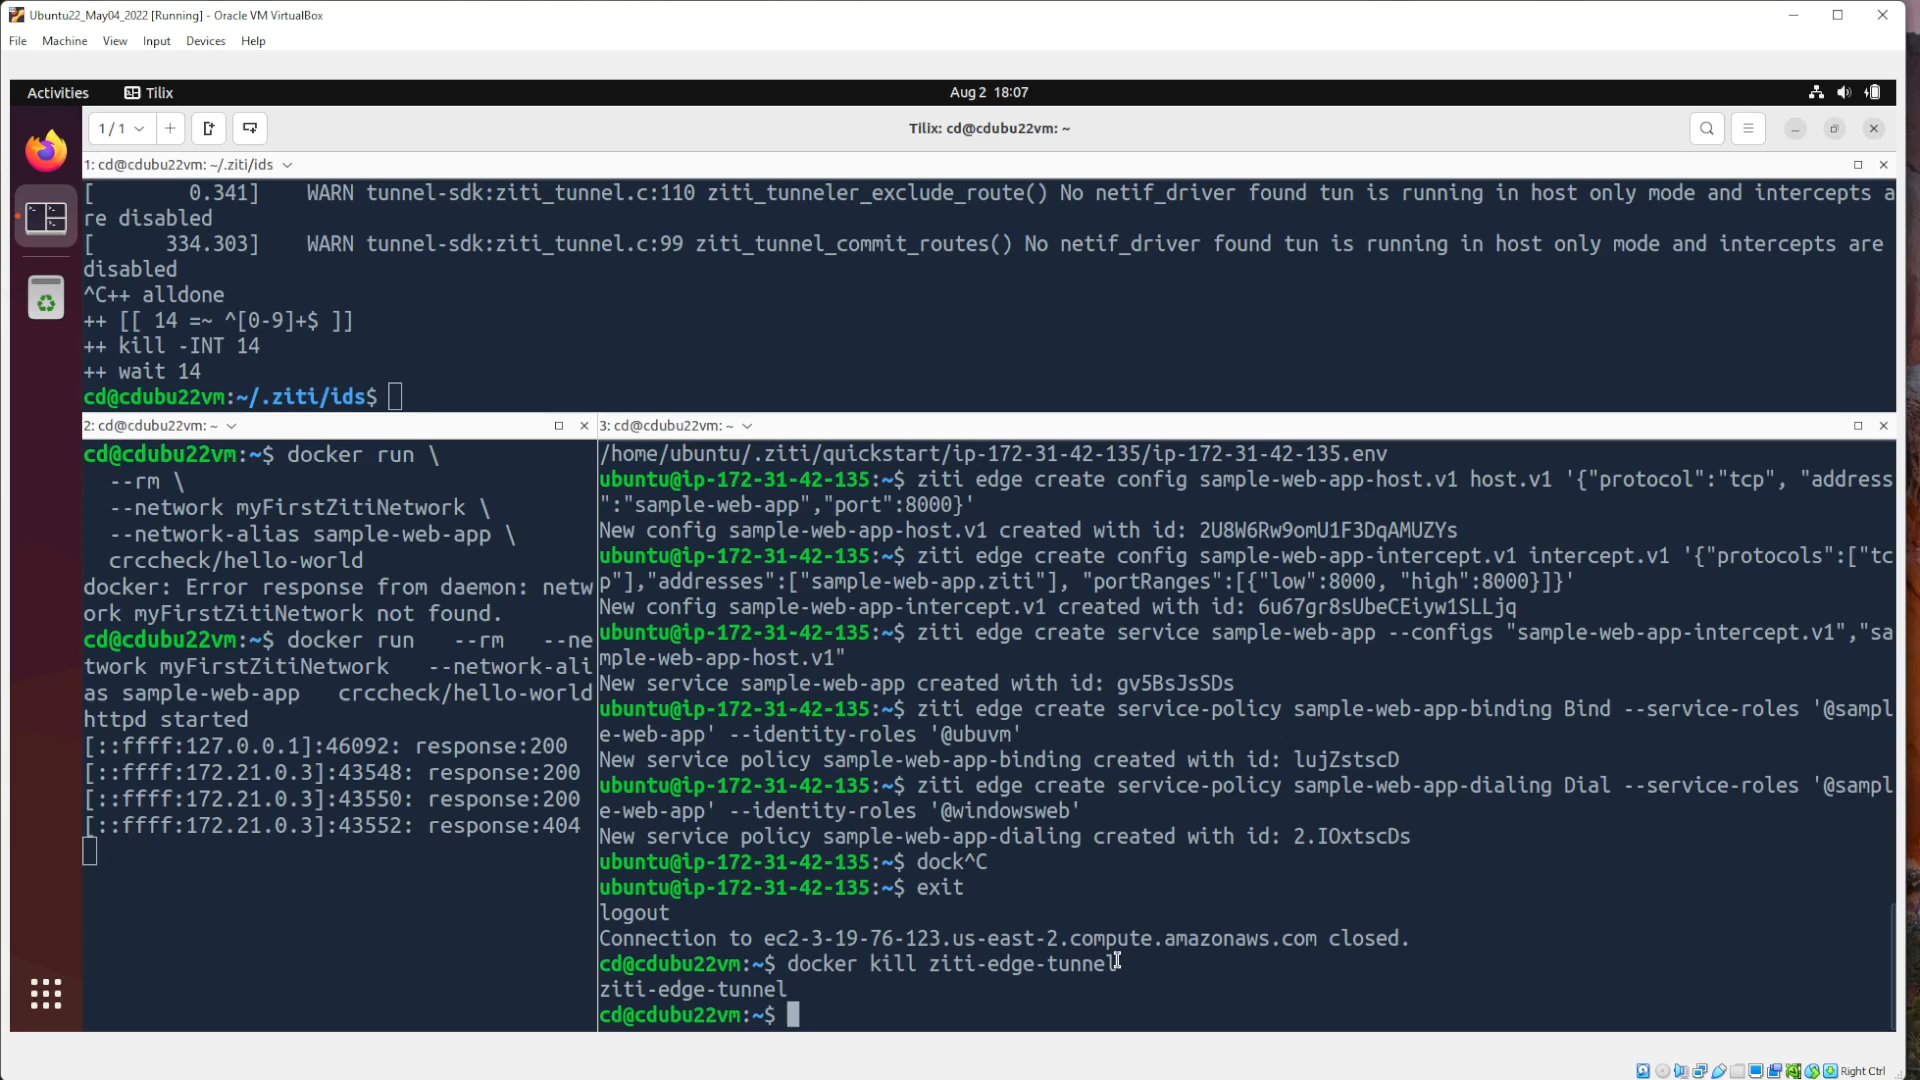 Ubuntu22_May04_2022 [Running] - Oracle VM VirtualBox
File Machine View Input Devices Help
Activities Tilix Aug 2 18:07
1 / 1 Tilix: cd@cdubu22vm: ~
1: cd@cdubu22vm: ~/.ziti/ids
[ 0.341] WARN tunnel-sdk:ziti_tunnel.c:110 ziti_tunneler_exclude_route() No netif_driver found tun is running in host only mode and intercepts a
re disabled
[ 334.303] WARN tunnel-sdk:ziti_tunnel.c:99 ziti_tunnel_commit_routes() No netif_driver found tun is running in host only mode and intercepts are
disabled
^C++ alldone
++ [[ 14 =~ ^[0-9]+$ ]]
++ kill -INT 14
++ wait 14
cd@cdubu22vm:~/.ziti/ids$
2: cd@cdubu22vm: ~
cd@cdubu22vm:~$ docker run \
--rm \
--network myFirstZitiNetwork \
--network-alias sample-web-app \
crccheck/hello-world
docker: Error response from daemon: netw
ork myFirstZitiNetwork not found.
cd@cdubu22vm:~$ docker run --rm --ne
twork myFirstZitiNetwork --network-ali
as sample-web-app crccheck/hello-world
httpd started
[::ffff:127.0.0.1]:46092: response:200
[::ffff:172.21.0.3]:43548: response:200
[::ffff:172.21.0.3]:43550: response:200
[::ffff:172.21.0.3]:43552: response:404
3: cd@cdubu22vm: ~
/home/ubuntu/.ziti/quickstart/ip-172-31-42-135/ip-172-31-42-135.env
ubuntu@ip-172-31-42-135:~$ ziti edge create config sample-web-app-host.v1 host.v1 '{"protocol":"tcp", "address
":"sample-web-app","port":8000}'
New config sample-web-app-host.v1 created with id: 2U8W6Rw9omU1F3DqAMUZYs
ubuntu@ip-172-31-42-135:~$ ziti edge create config sample-web-app-intercept.v1 intercept.v1 '{"protocols":["tc
p"],"addresses":["sample-web-app.ziti"], "portRanges":[{"low":8000, "high":8000}]}'
New config sample-web-app-intercept.v1 created with id: 6u67gr8sUbeCEiyw1SLLjq
ubuntu@ip-172-31-42-135:~$ ziti edge create service sample-web-app --configs "sample-web-app-intercept.v1","sa
mple-web-app-host.v1"
New service sample-web-app created with id: gv5BsJsSDs
ubuntu@ip-172-31-42-135:~$ ziti edge create service-policy sample-web-app-binding Bind --service-roles '@sampl
e-web-app' --identity-roles '@ubuvm'
New service policy sample-web-app-binding created with id: lujZstscD
ubuntu@ip-172-31-42-135:~$ ziti edge create service-policy sample-web-app-dialing Dial --service-roles '@sampl
e-web-app' --identity-roles '@windowsweb'
New service policy sample-web-app-dialing created with id: 2.IOxtscDs
ubuntu@ip-172-31-42-135:~$ dock^C
ubuntu@ip-172-31-42-135:~$ exit
logout
Connection to ec2-3-19-76-123.us-east-2.compute.amazonaws.com closed.
cd@cdubu22vm:~$ docker kill ziti-edge-tunnel
ziti-edge-tunnel
cd@cdubu22vm:~$
Right Ctrl